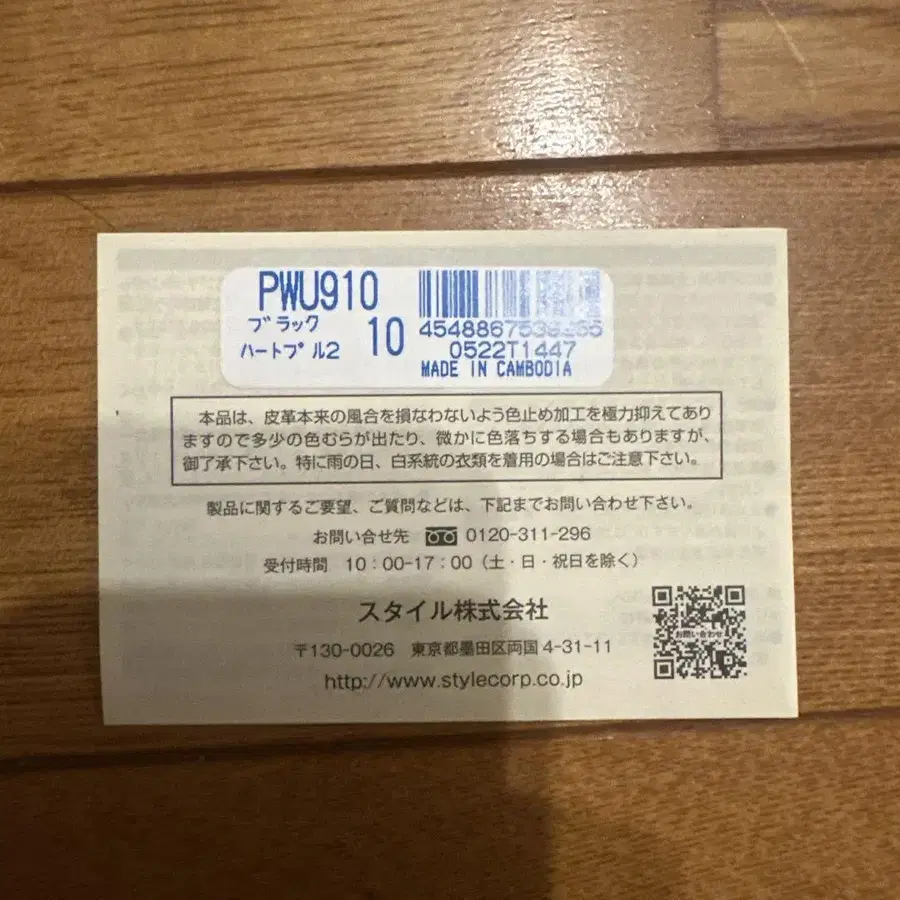 PWU910
ブラック
ハートプル2 10
0522T1447
MADE IN CAMBODIA
本品は、皮革本来の風合を損なわないよう色止め加工を極力抑えてあり
ますので多少の色むらが出たり、微かに色落ちする場合もありますが、
御了承下さい。特に雨の日、白系統の衣類を着用の場合はご注意下さい。
製品に関するご要望、ご質問などは、下記までお問い合わせ下さい。
お問い合せ先 0120-311-296
受付時間 10：00-17：00（土・日・祝日を除く）
スタイル株式会社
〒130-0026 東京都墨田区両国 4-31-11
http://www.stylecorp.co.jp
お問い合わせ